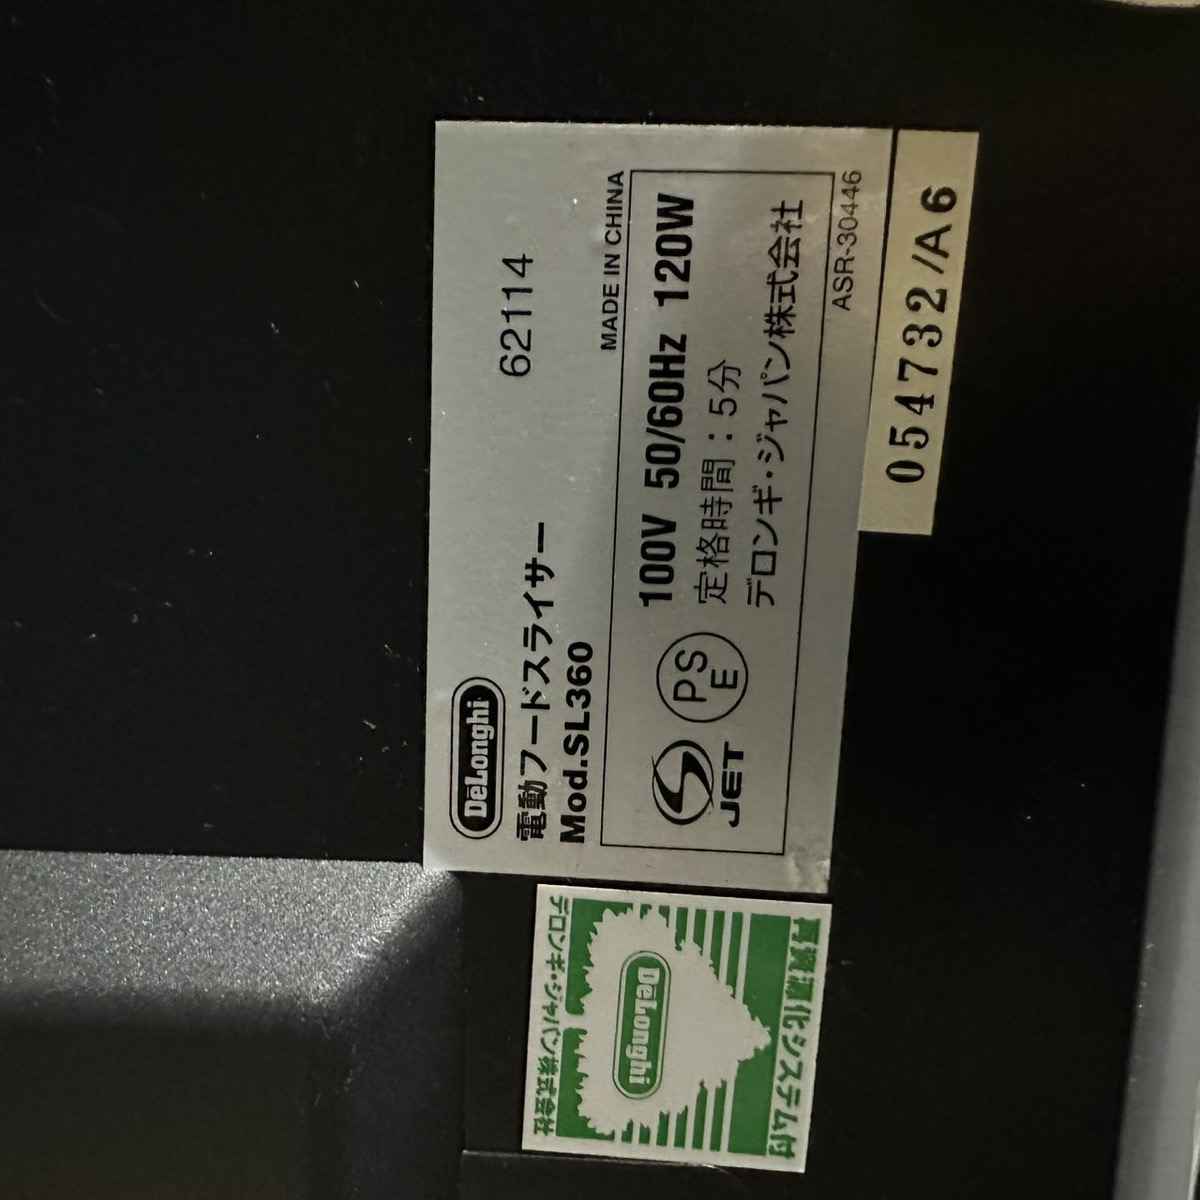 DeLonghi
電動フードスライサー
62114
Mod.SL360
MADE IN CHINA
100V 50/60Hz 120W
定格時間：5分
デロンギ・ジャパン株式会社
PS
E
JET
ASR-30446
054732/A6
再資源化システム付
DeLonghi
デロンギ・ジャパン株式会社